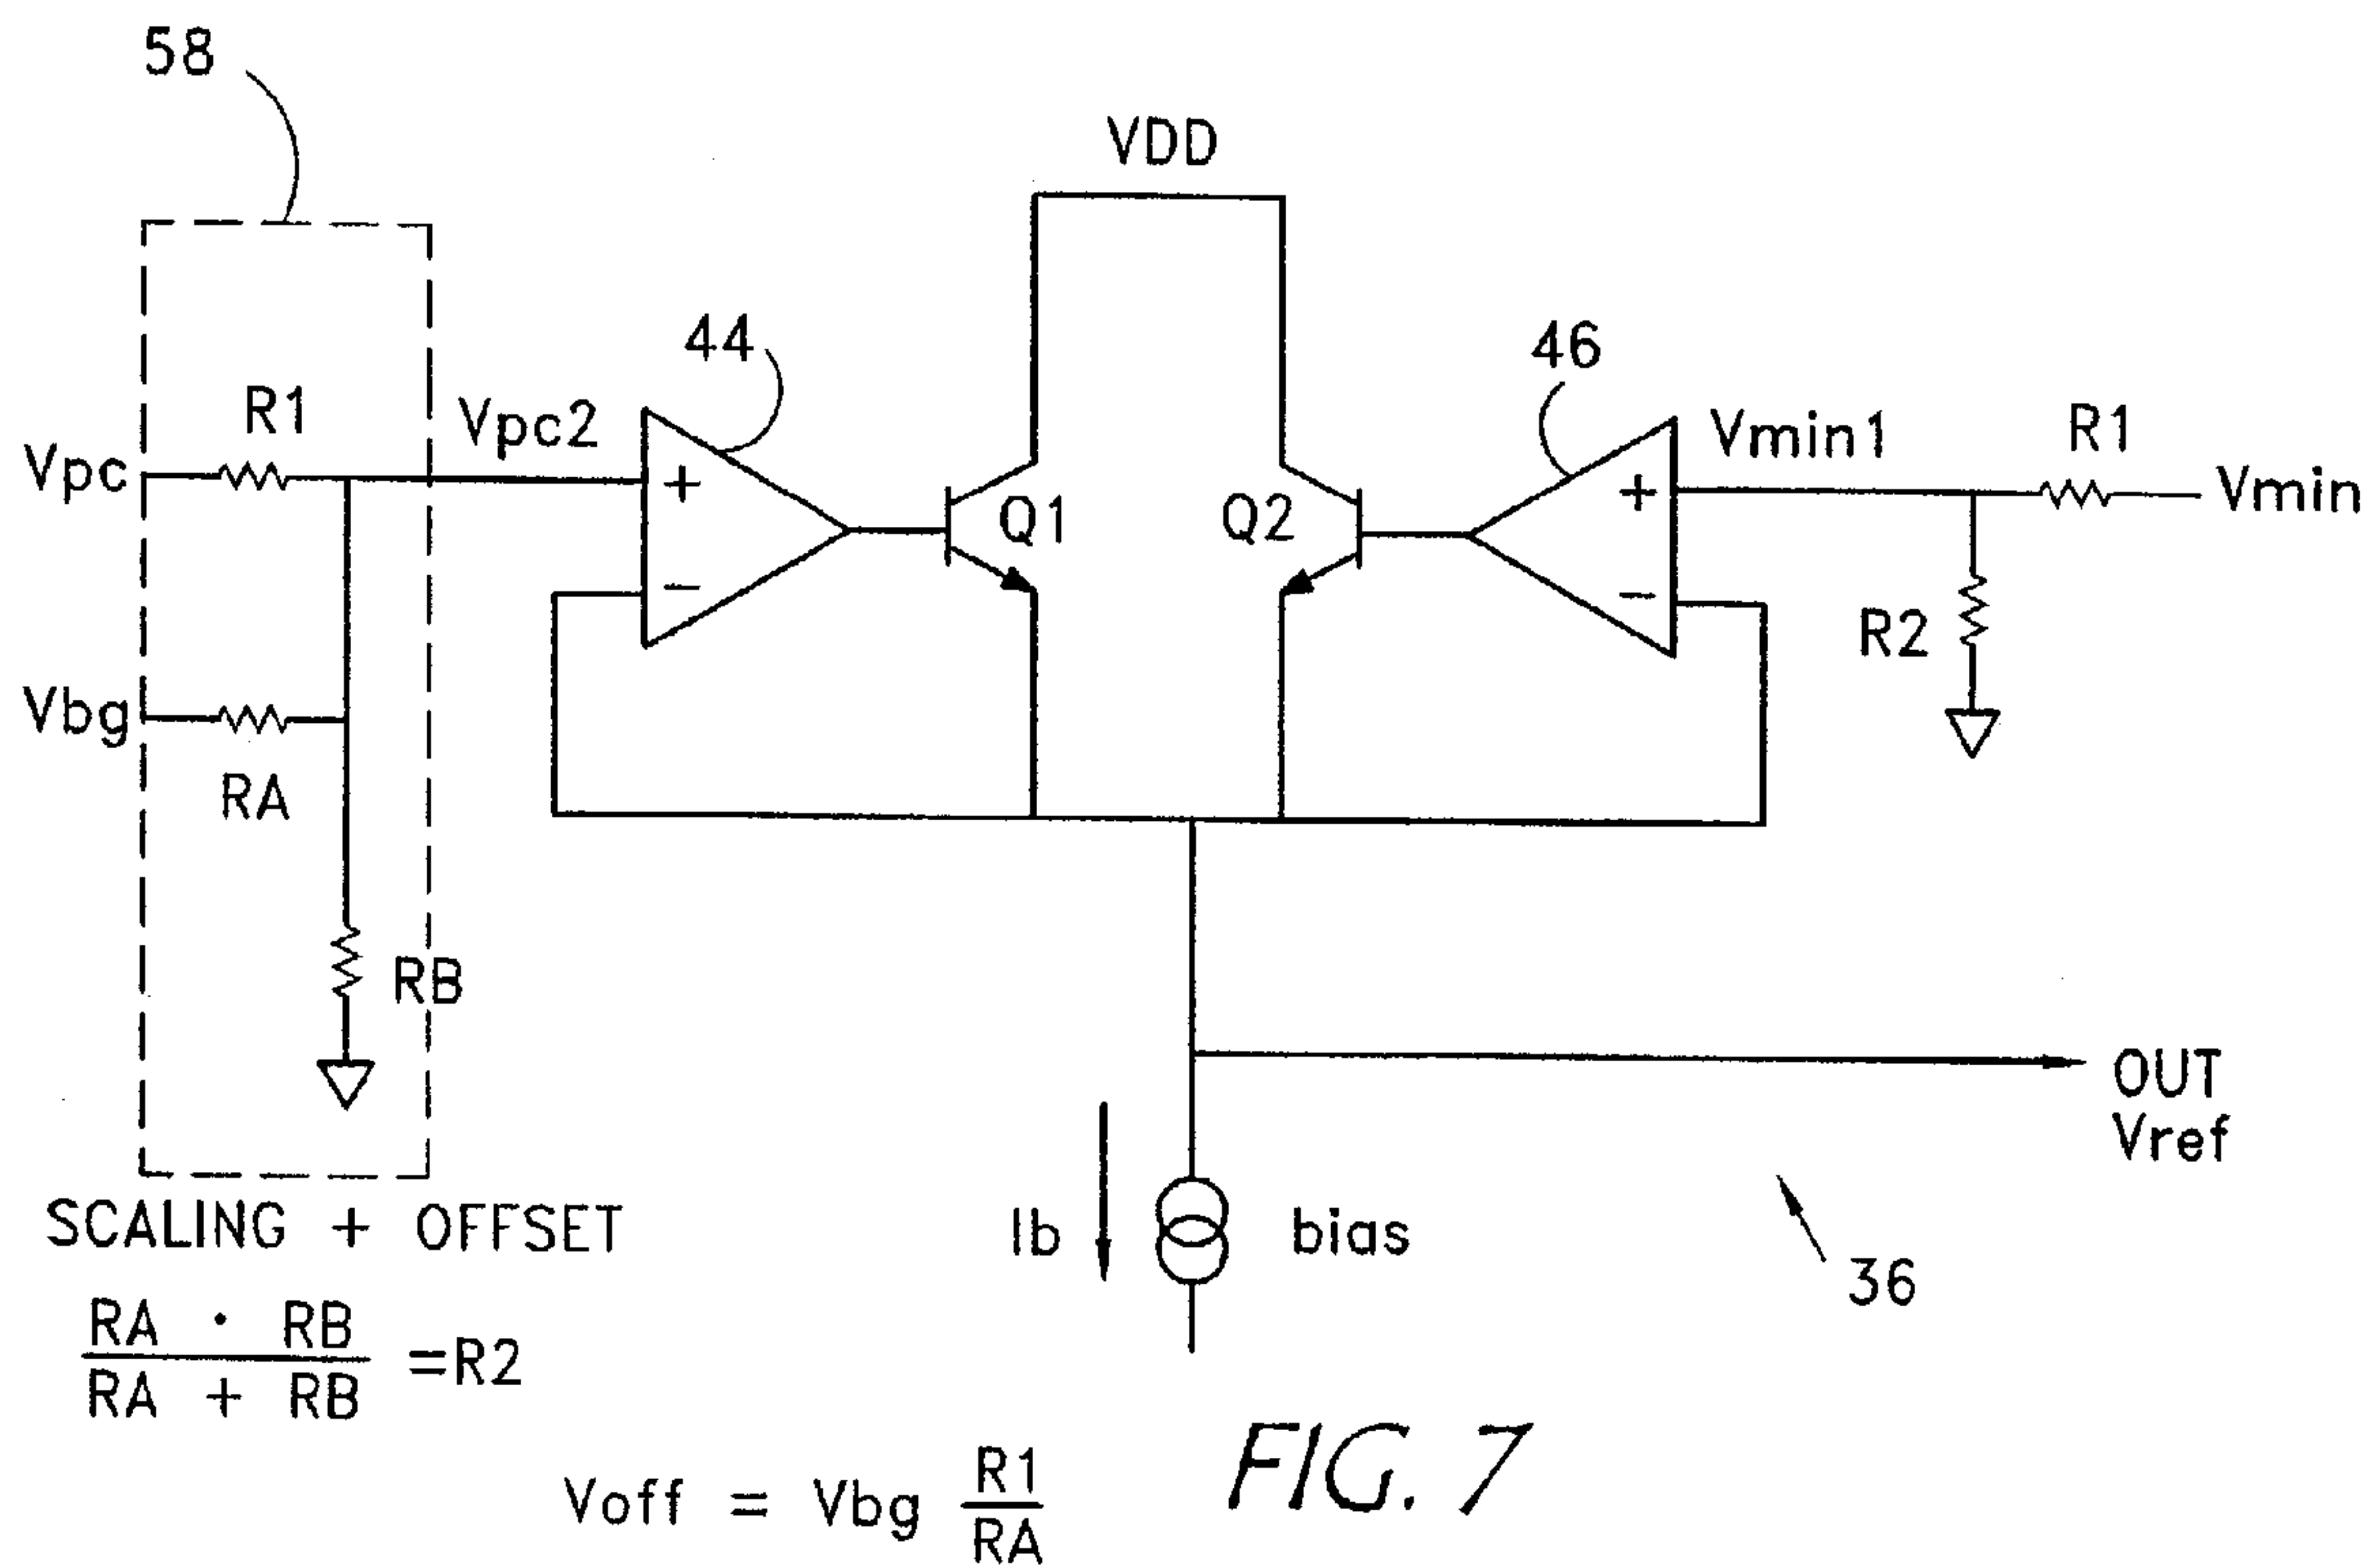 58
VDD
44
46
R1
Vpc2
Vmin1
R1
Vpc
+
Q1
Q2
+
Vmin
−
−
R2
Vbg
RA
RB
OUT
Vref
SCALING + OFFSET
Ib
bias
36
RA · RB
RA + RB
=R2
Voff = Vbg R1
RA
FIG. 7